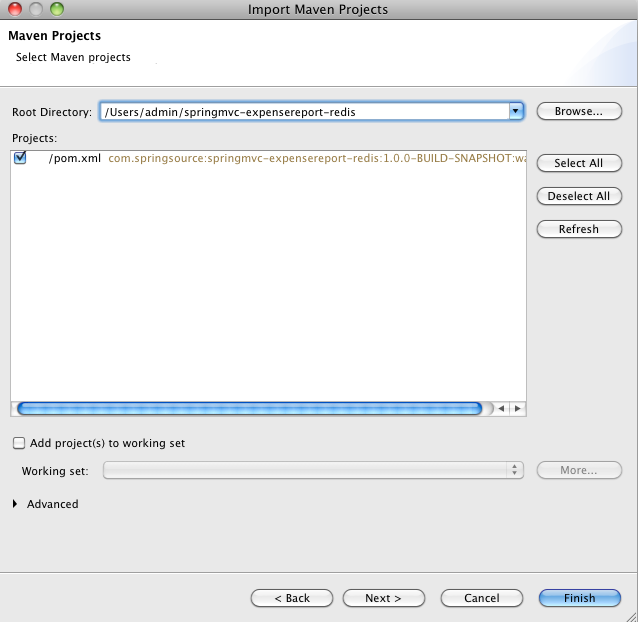 Import Maven Projects
Maven Projects
Select Maven projects
Root Directory: /Users/admin/springmvc-expensereport-redis Browse...
Projects:
/pom.xml com.springsource:springmvc-expensereport-redis:1.0.0-BUILD-SNAPSHOT:wa
Select All
Deselect All
Refresh
Add project(s) to working set
Working set: More...
Advanced
< Back Next > Cancel Finish